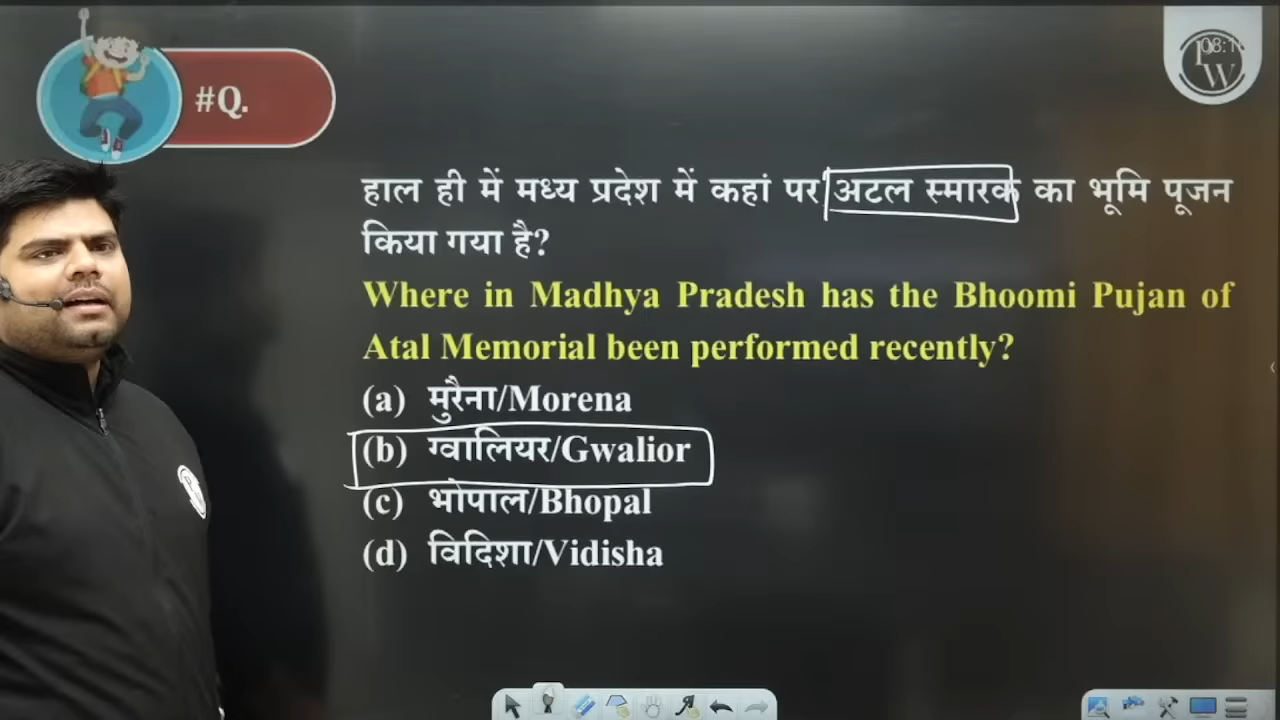 #Q.
हाल ही में मध्य प्रदेश में कहां पर अटल स्मारक का भूमि पूजन
किया गया है?
Where in Madhya Pradesh has the Bhoomi Pujan of
Atal Memorial been performed recently?
(a) मुरैना/Morena
(b) ग्वालियर/Gwalior
(c) भोपाल/Bhopal
(d) विदिशा/Vidisha
PW